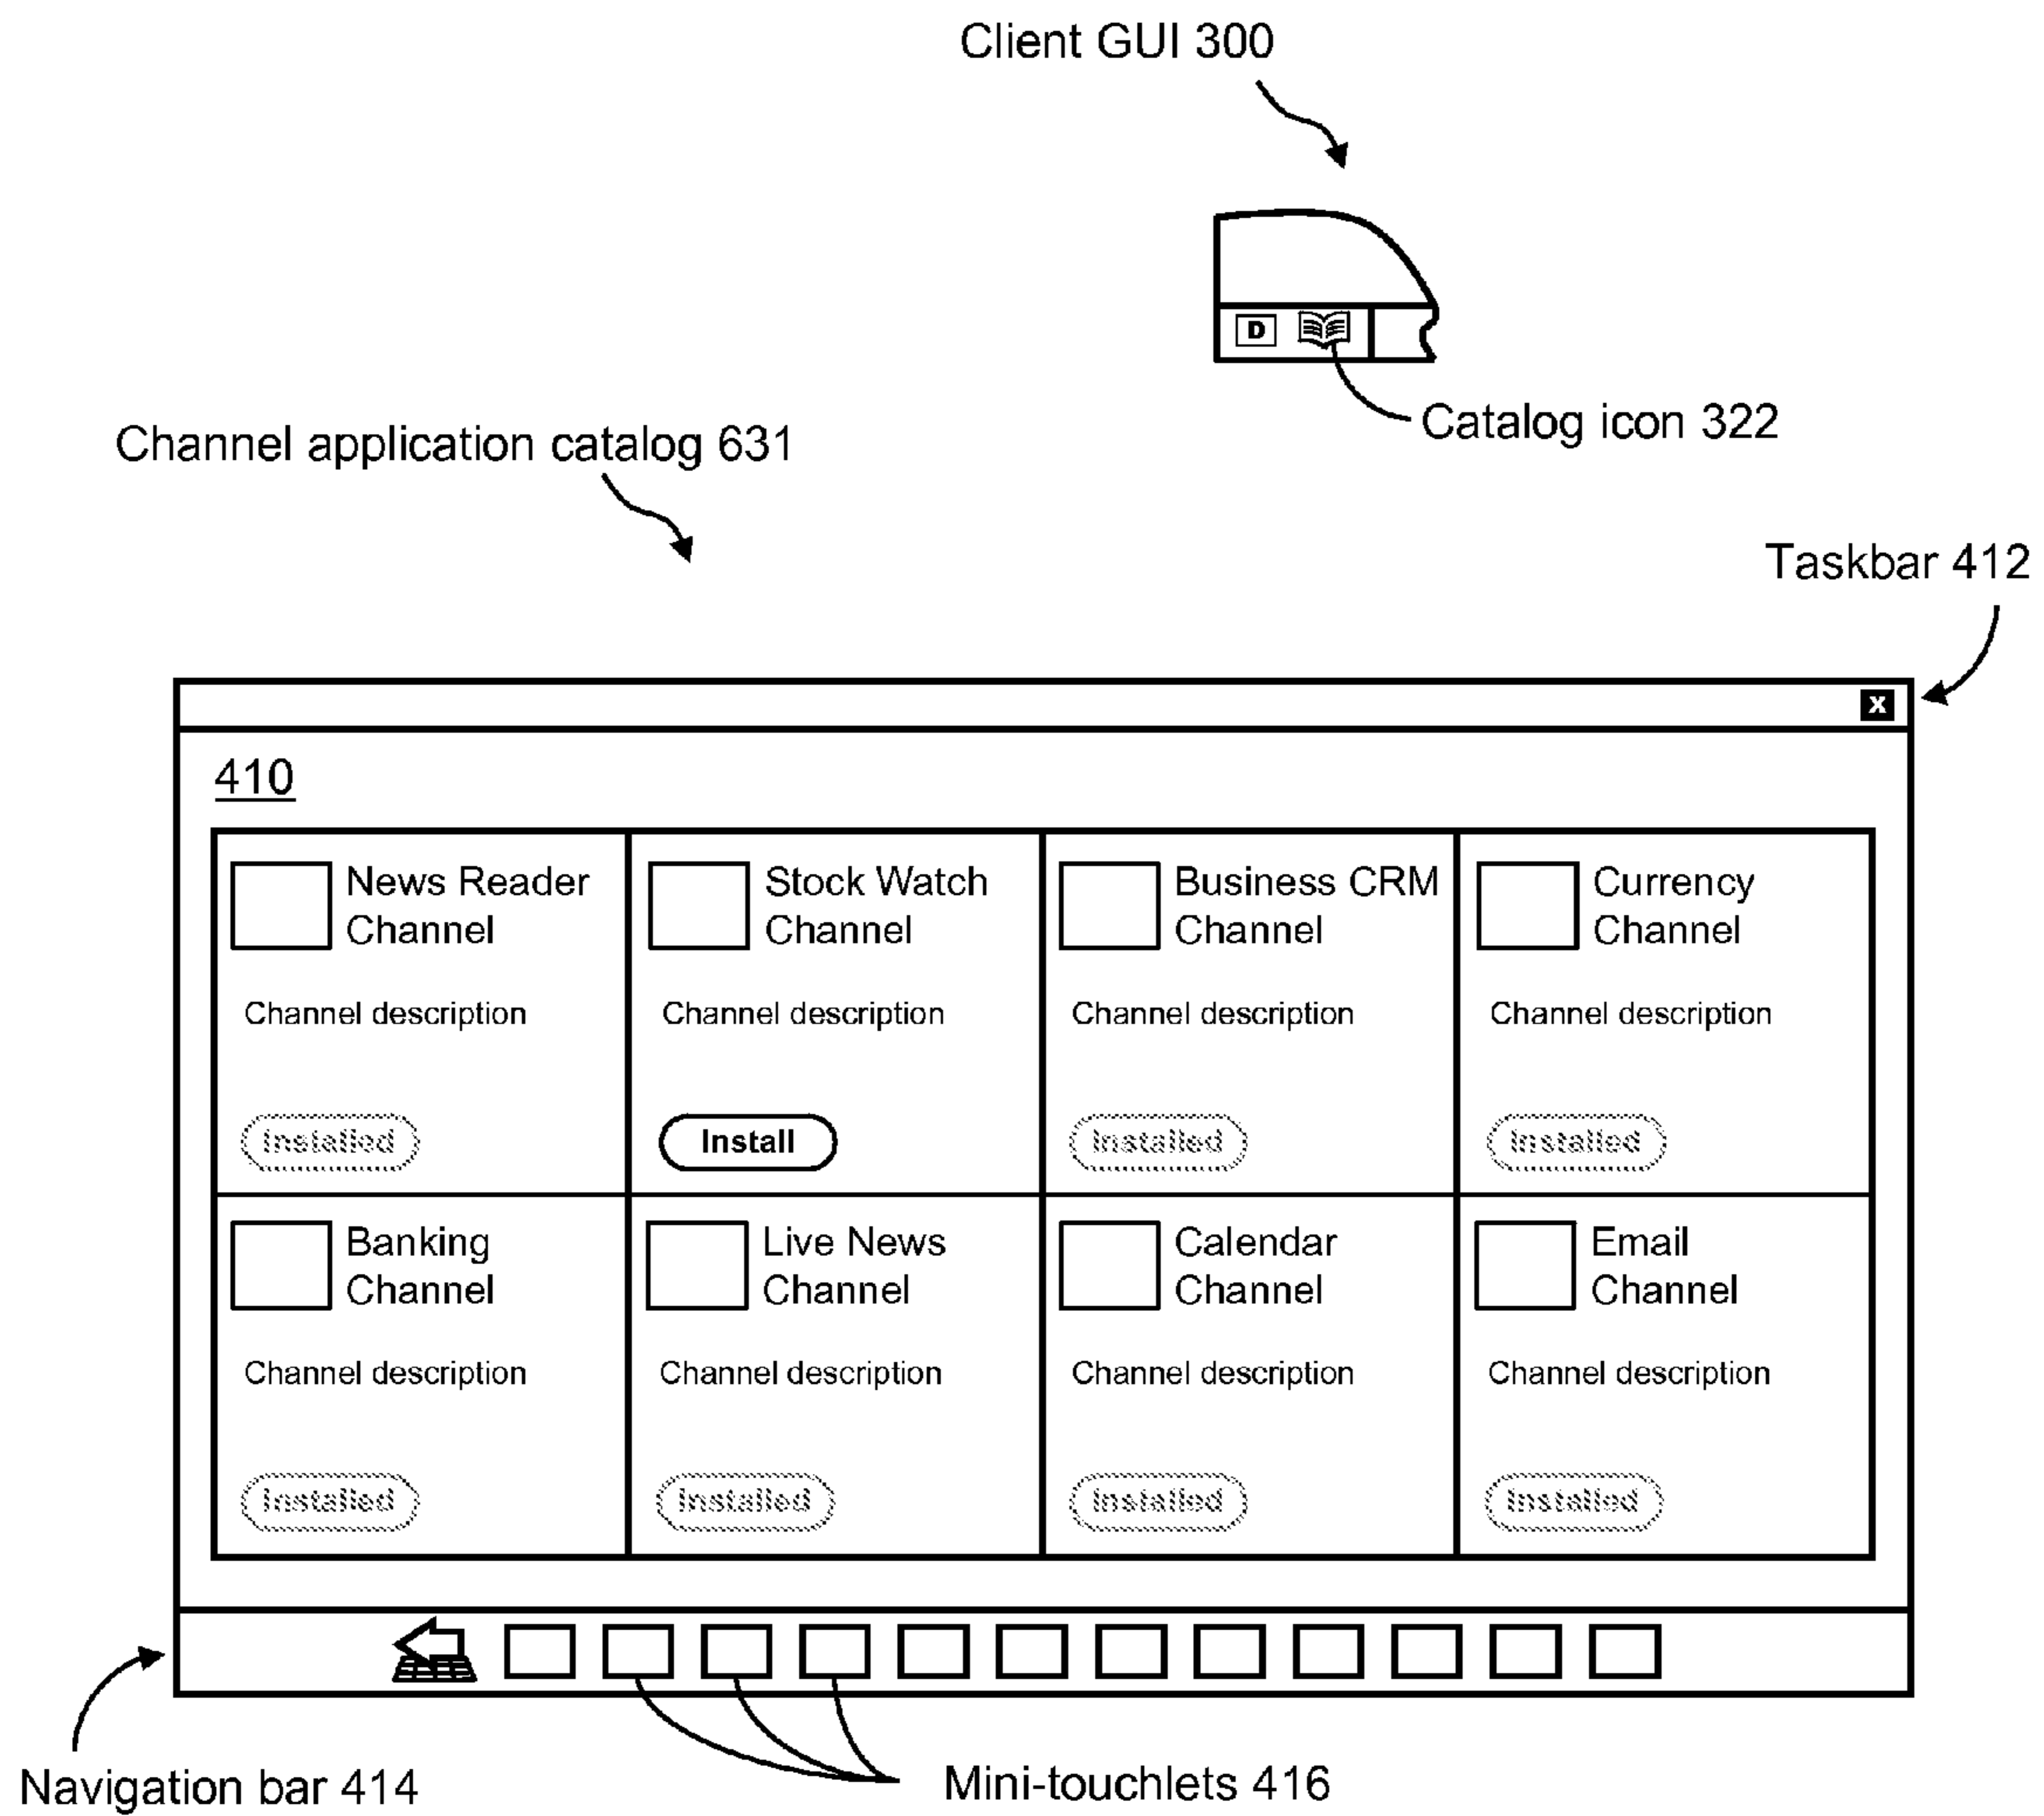 Client GUI 300
D
Catalog icon 322
Channel application catalog 631
Taskbar 412
X
410
News Reader
Channel
Channel description
Installed
Stock Watch
Channel
Channel description
Install
Business CRM
Channel
Channel description
Installed
Currency
Channel
Channel description
Installed
Banking
Channel
Channel description
Installed
Live News
Channel
Channel description
Installed
Calendar
Channel
Channel description
Installed
Email
Channel
Channel description
Installed
Navigation bar 414
Mini-touchlets 416